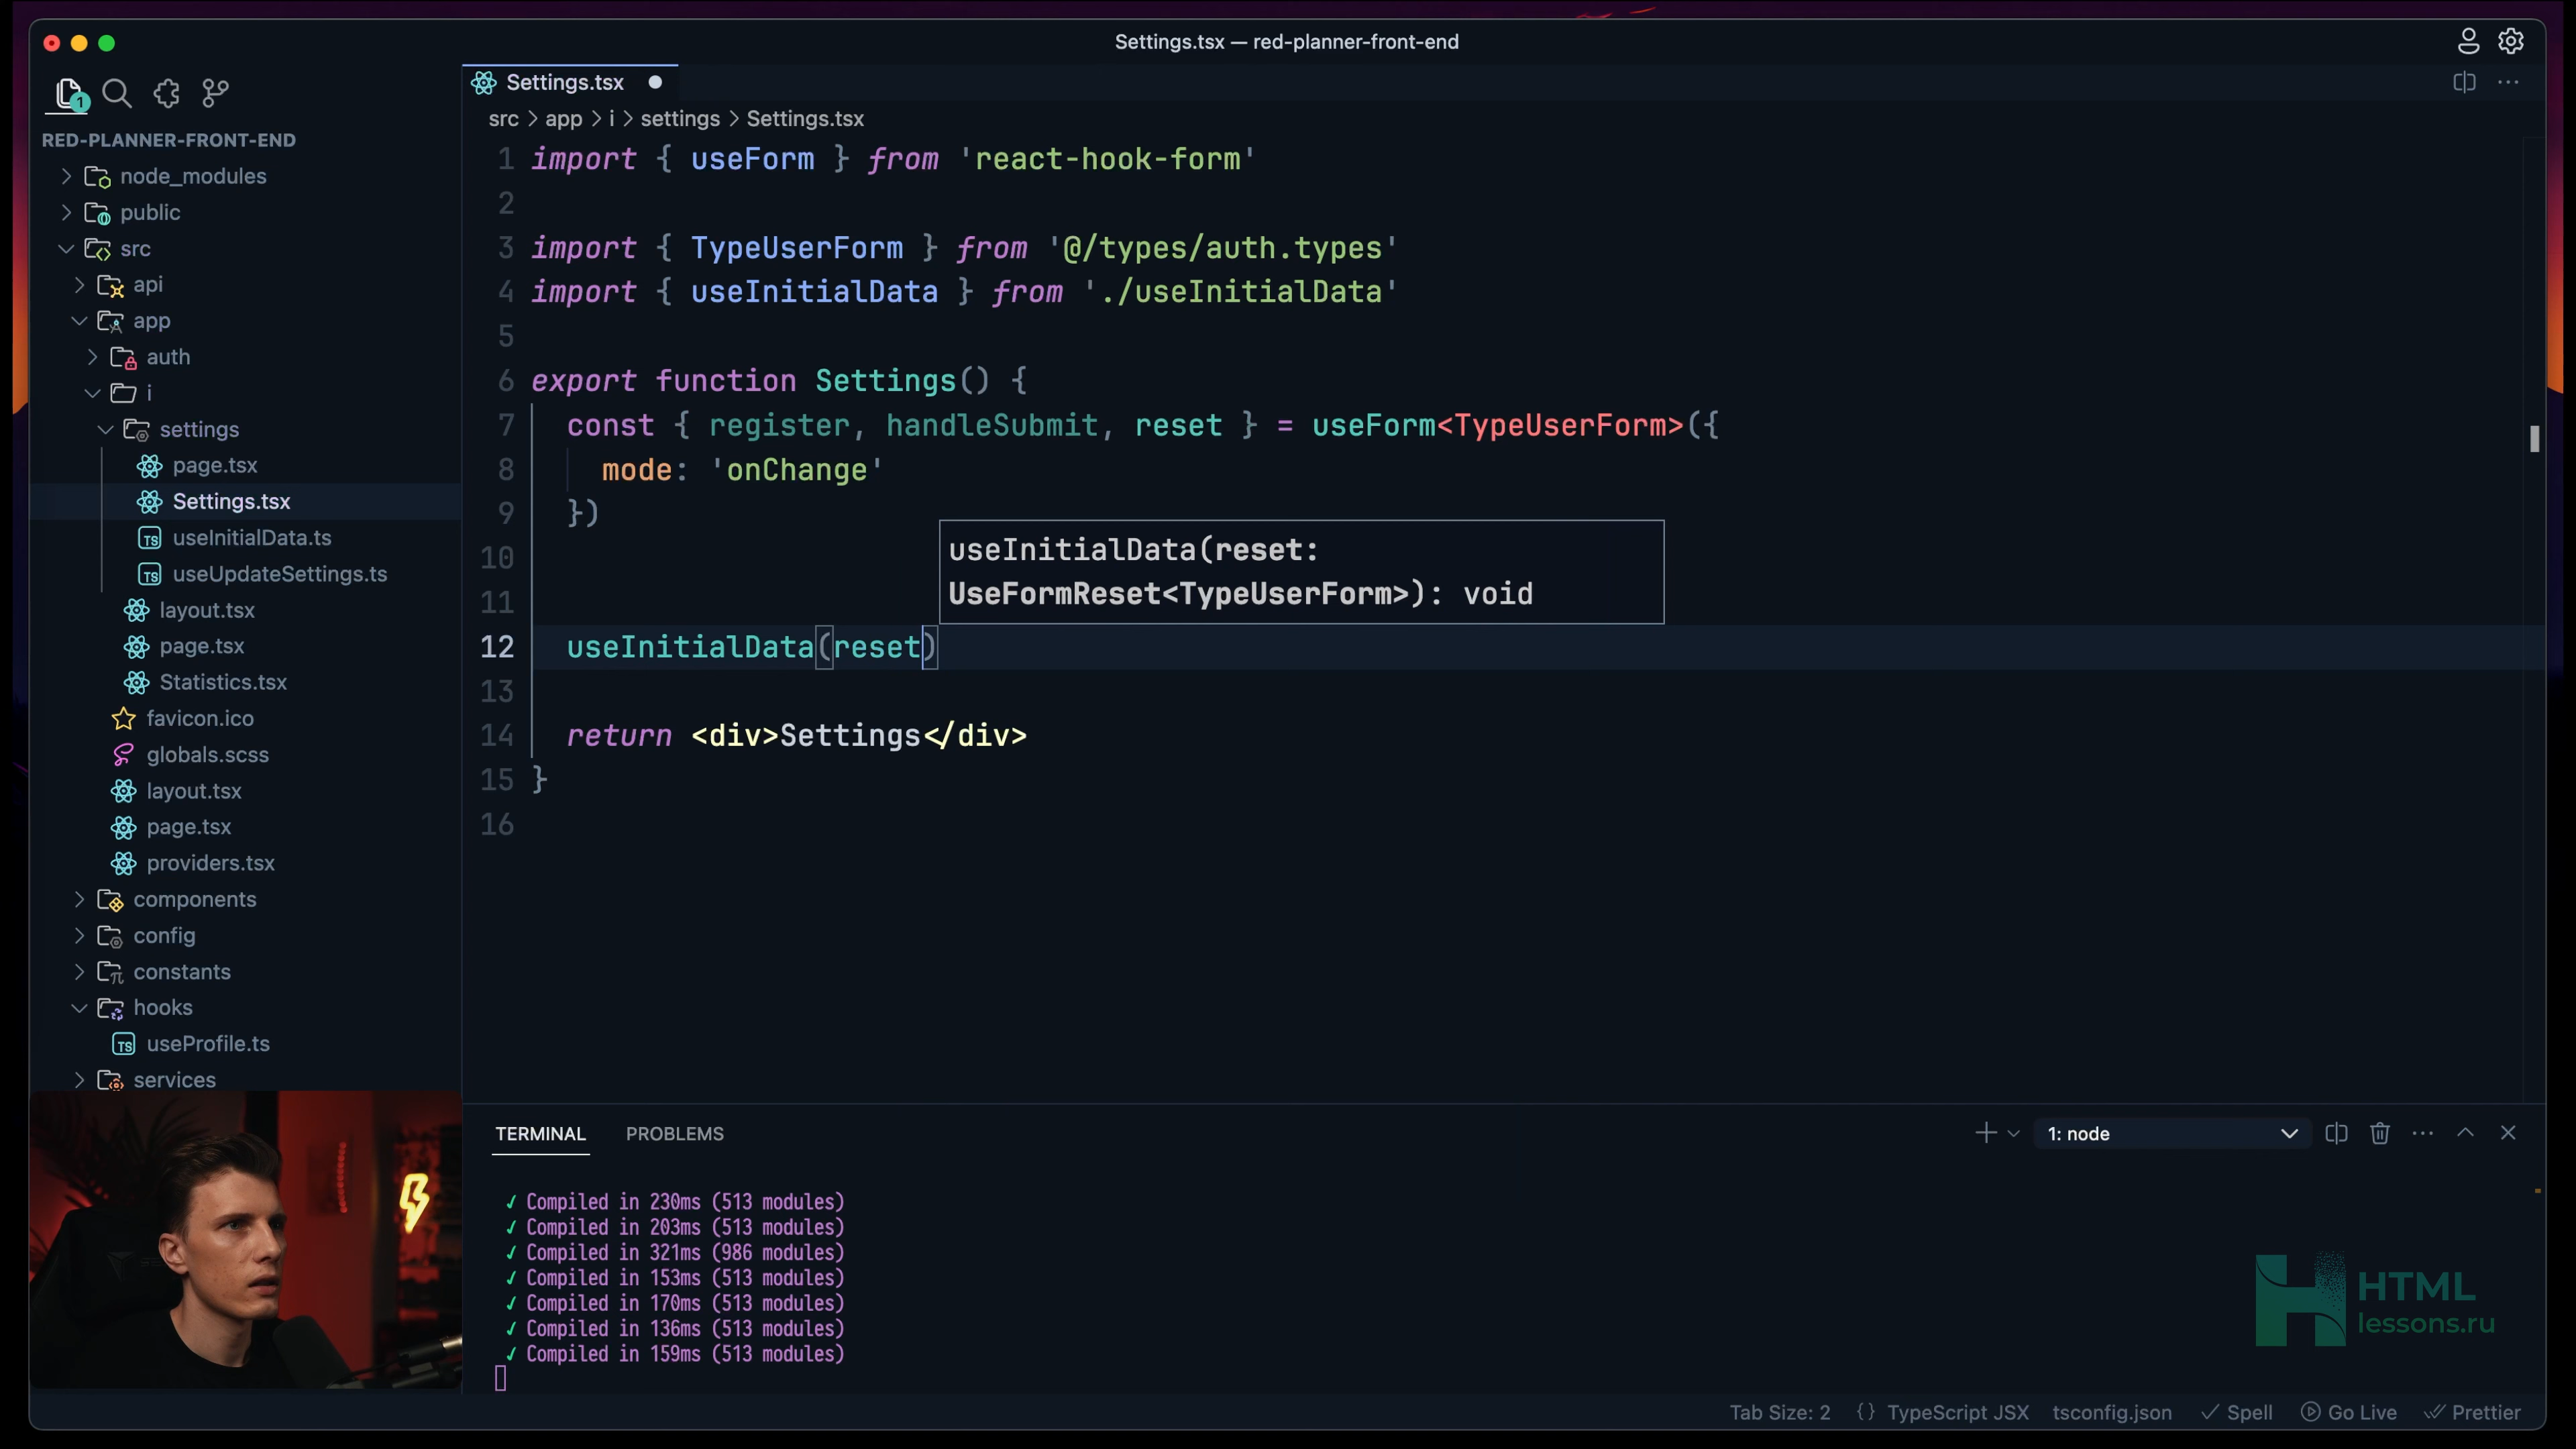 Settings.tsx — red-planner-front-end
1
RED-PLANNER-FRONT-END
node_modules
public
src
api
app
auth
i
settings
page.tsx
Settings.tsx
useInitialData.ts
useUpdateSettings.ts
layout.tsx
page.tsx
Statistics.tsx
favicon.ico
globals.scss
layout.tsx
page.tsx
providers.tsx
components
config
constants
hooks
useProfile.ts
services
Settings.tsx
src > app > i > settings > Settings.tsx
1 import { useForm } from 'react-hook-form'
2
3 import { TypeUserForm } from '@/types/auth.types'
4 import { useInitialData } from './useInitialData'
5
6 export function Settings() {
7 const { register, handleSubmit, reset } = useForm<TypeUserForm>({
8 mode: 'onChange'
9 })
10
11
useInitialData(reset:
UseFormReset<TypeUserForm>): void
12 useInitialData(reset)
13
14 return <div>Settings</div>
15 }
16
TERMINAL PROBLEMS
1: node
✓ Compiled in 230ms (513 modules)
✓ Compiled in 203ms (513 modules)
✓ Compiled in 321ms (986 modules)
✓ Compiled in 153ms (513 modules)
✓ Compiled in 170ms (513 modules)
✓ Compiled in 136ms (513 modules)
✓ Compiled in 159ms (513 modules)
HTML
lessons.ru
Tab Size: 2 {} TypeScript JSX tsconfig.json ✓ Spell Go Live Prettier